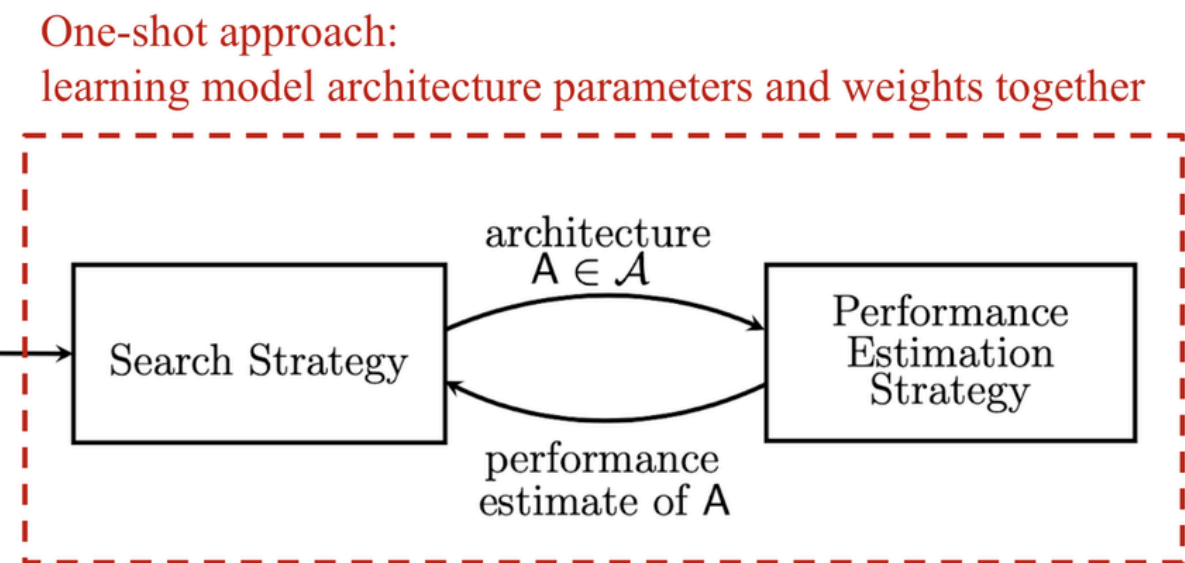 One-shot approach:
learning model architecture parameters and weights together
architecture
A ∈ 𝒜
Search Strategy
Performance
Estimation
Strategy
performance
estimate of A